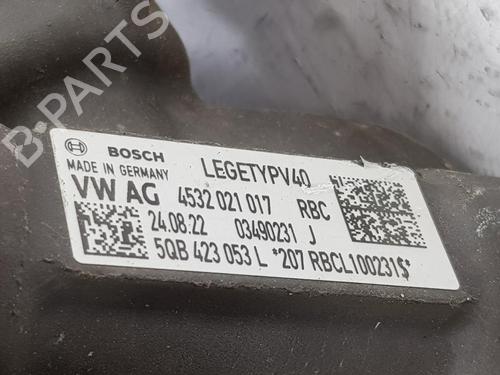 BOSCH LEGETYPV40
MADE IN GERMANY
VW AG 4532 021 017 RBC
24.08.22 03490231 J
5QB 423 053 L *207 RBCL100231$*
B-Parts